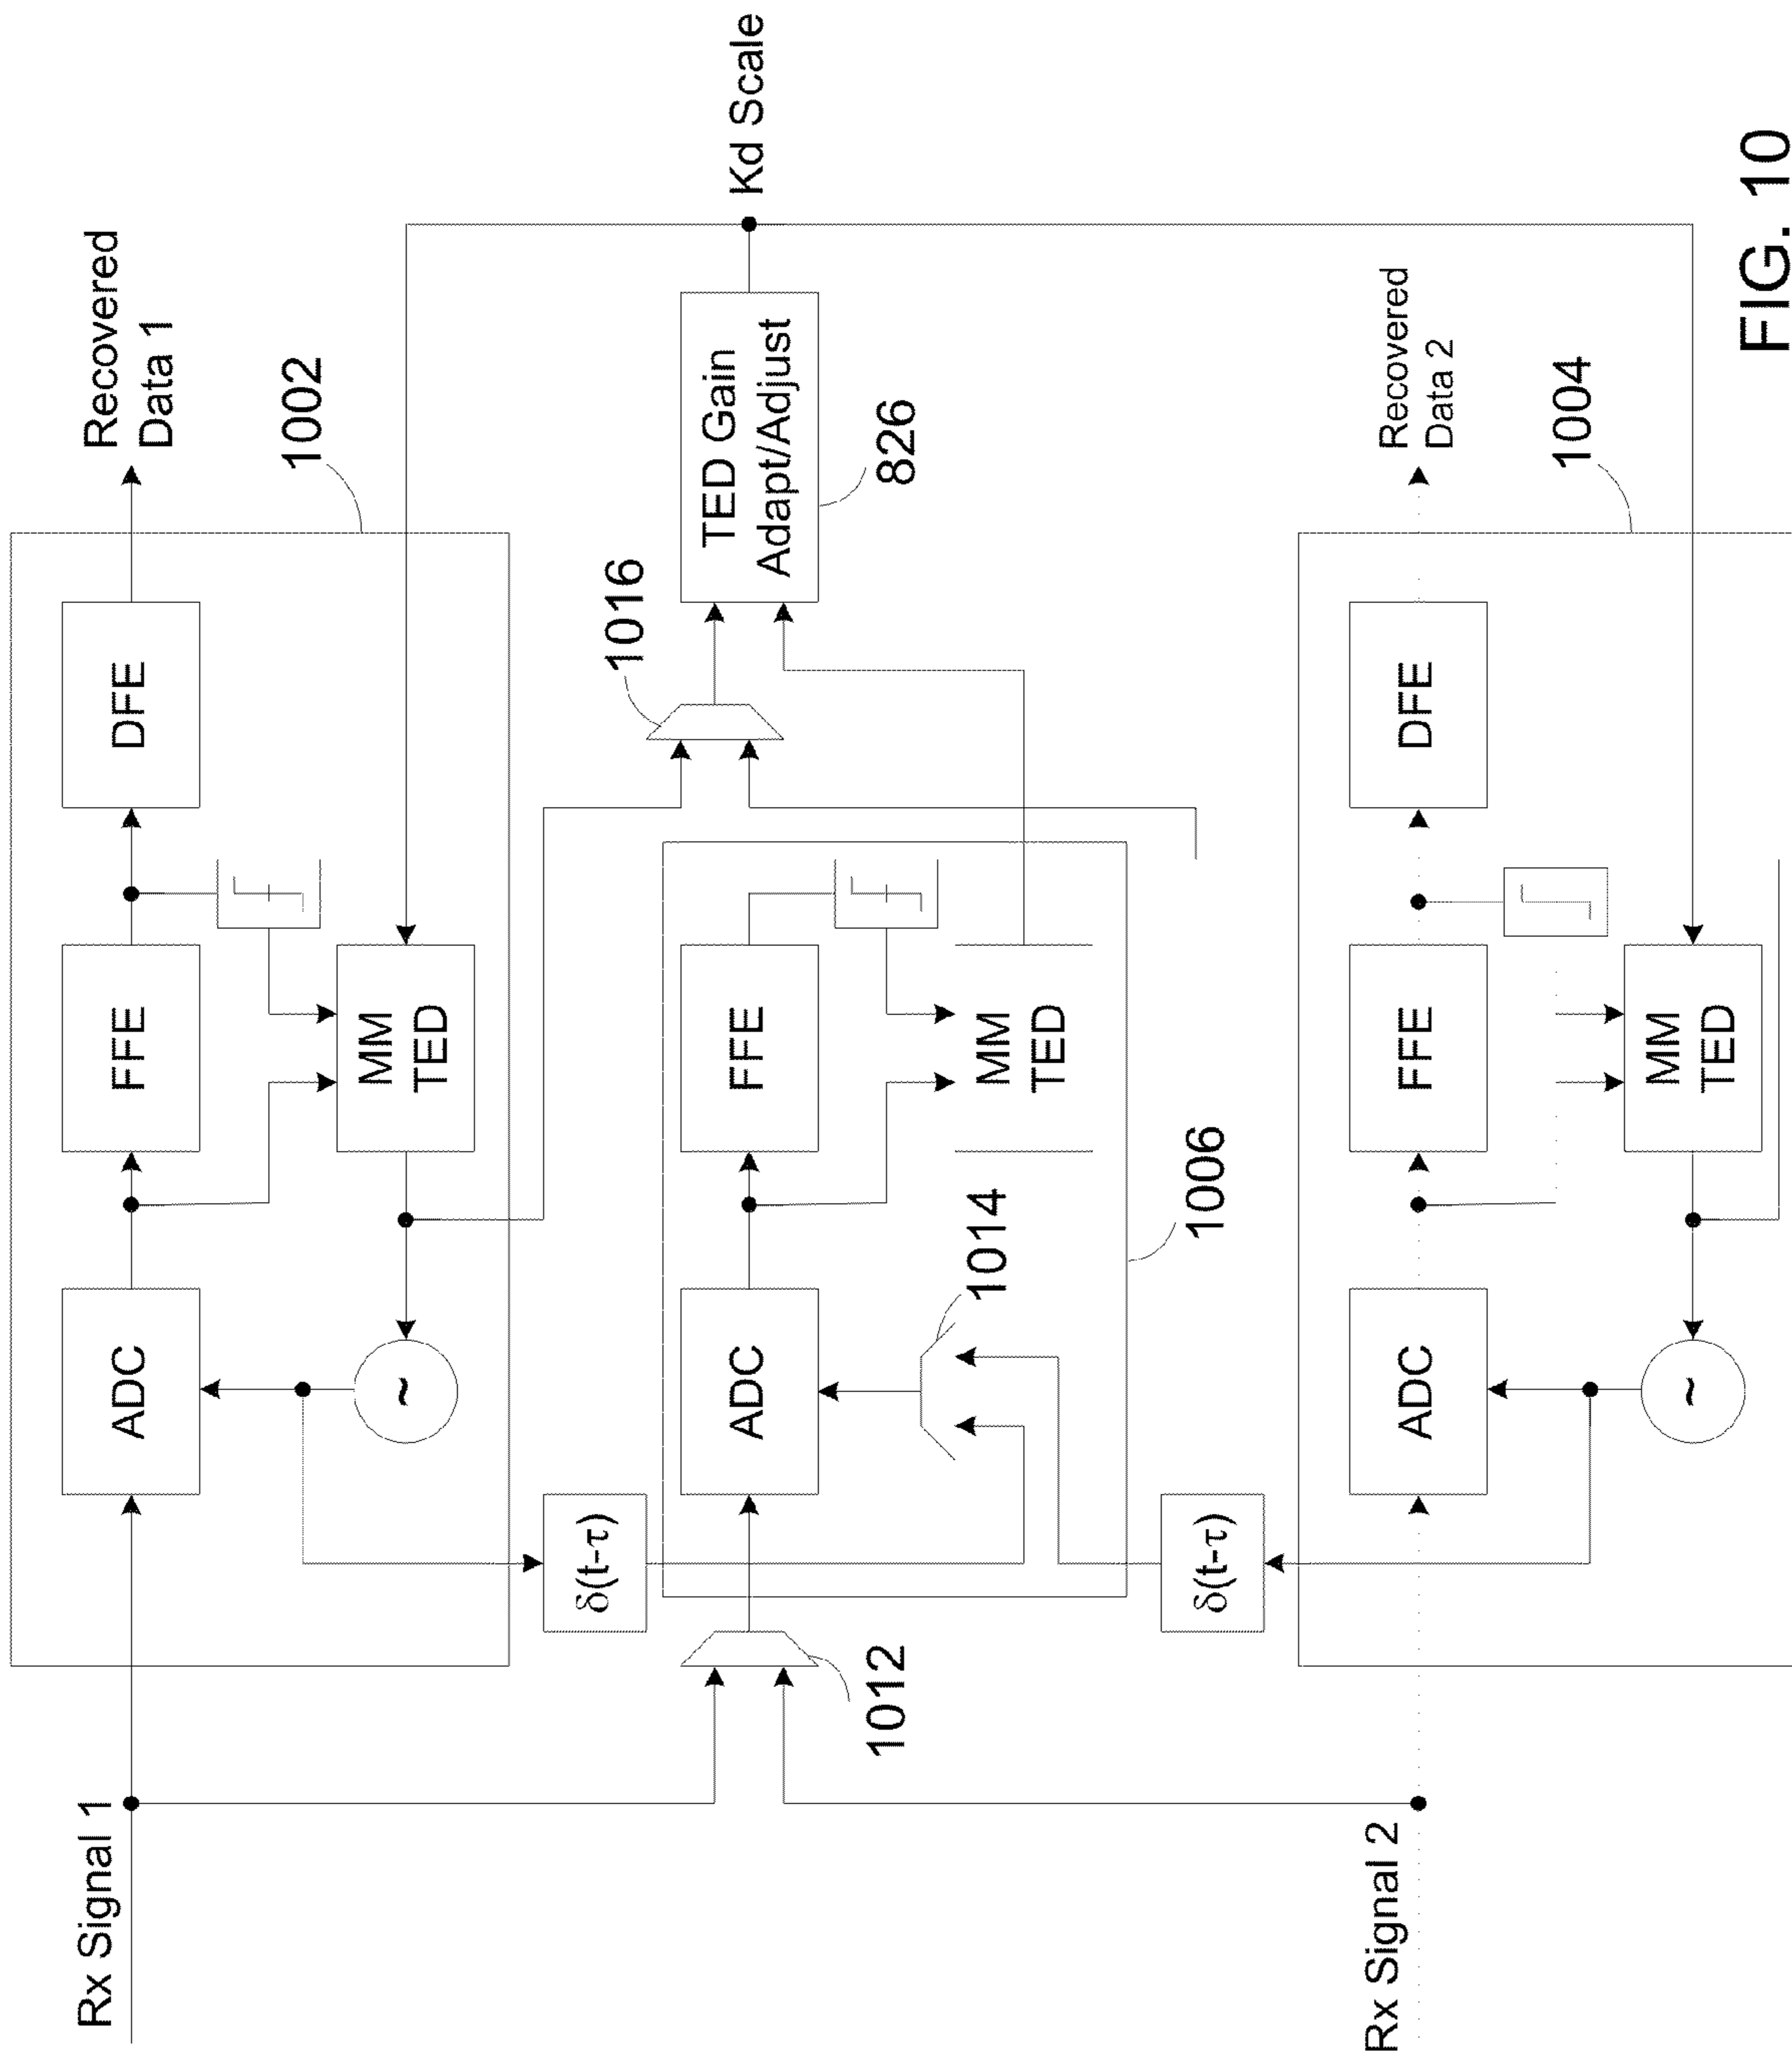 Rx Signal 1
ADC
FFE
DFE
Recovered
Data 1
1002
~
MM
TED
δ(t-τ)
1012
ADC
FFE
1014
MM
TED
1006
1016
TED Gain
Adapt/Adjust
826
Kd Scale
δ(t-τ)
Rx Signal 2
ADC
FFE
DFE
Recovered
Data 2
1004
~
MM
TED
FIG. 10